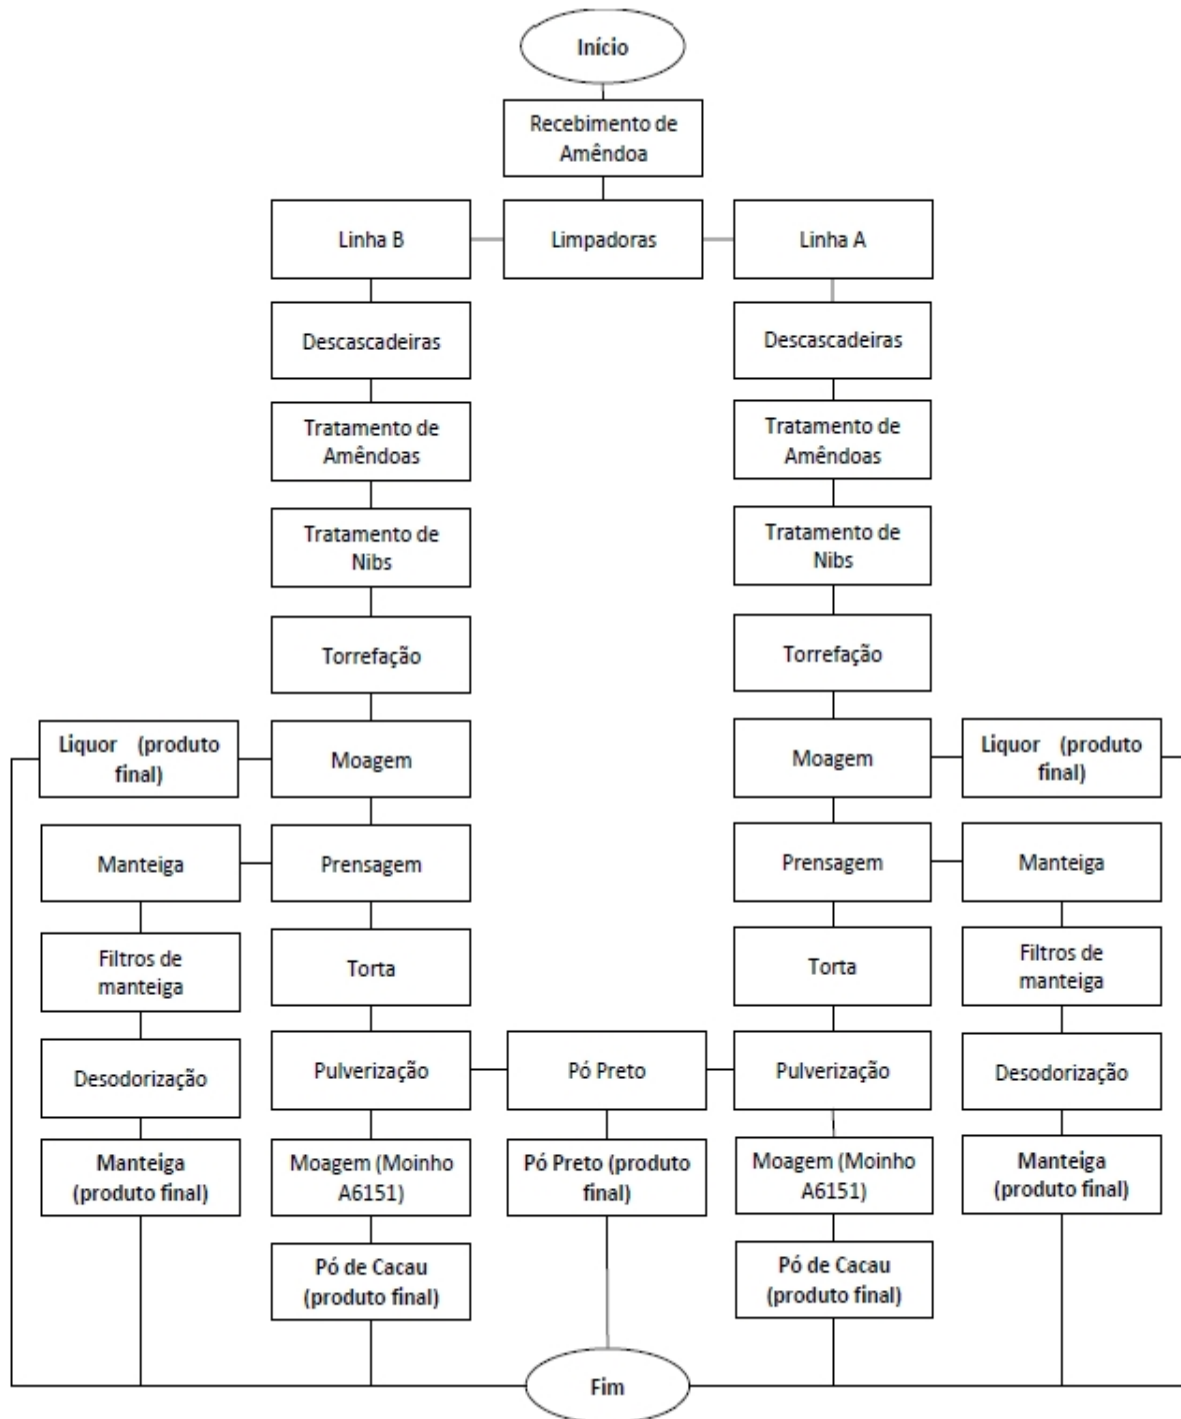 Início
Recebimento de
Amêndoa
Linha B
Limpadoras
Linha A
Descascadeiras
Descascadeiras
Tratamento de
Amêndoas
Tratamento de
Amêndoas
Tratamento de
Nibs
Tratamento de
Nibs
Torrefação
Torrefação
Liquor (produto
final)
Moagem
Moagem
Liquor (produto
final)
Manteiga
Prensagem
Prensagem
Manteiga
Filtros de
manteiga
Torta
Torta
Filtros de
manteiga
Desodorização
Pulverização
Pó Preto
Pulverização
Desodorização
Manteiga
(produto final)
Moagem (Moinho
A6151)
Pó Preto (produto
final)
Moagem (Moinho
A6151)
Manteiga
(produto final)
Pó de Cacau
(produto final)
Pó de Cacau
(produto final)
Fim